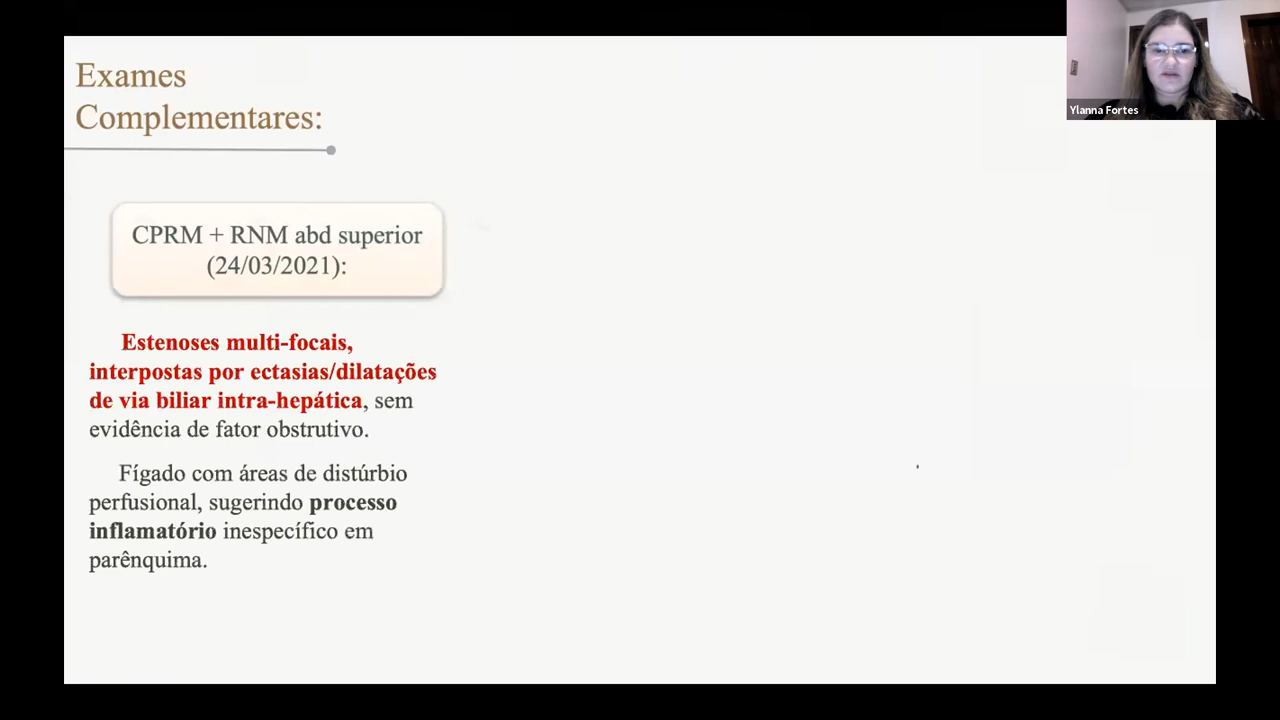 Exames
Complementares:
CPRM + RNM abd superior
(24/03/2021):
Estenoses multi-focais,
interpostas por ectasias/dilatações
de via biliar intra-hepática, sem
evidência de fator obstrutivo.
Fígado com áreas de distúrbio
perfusional, sugerindo processo
inflamatório inespecífico em
parênquima.
Ylanna Fortes